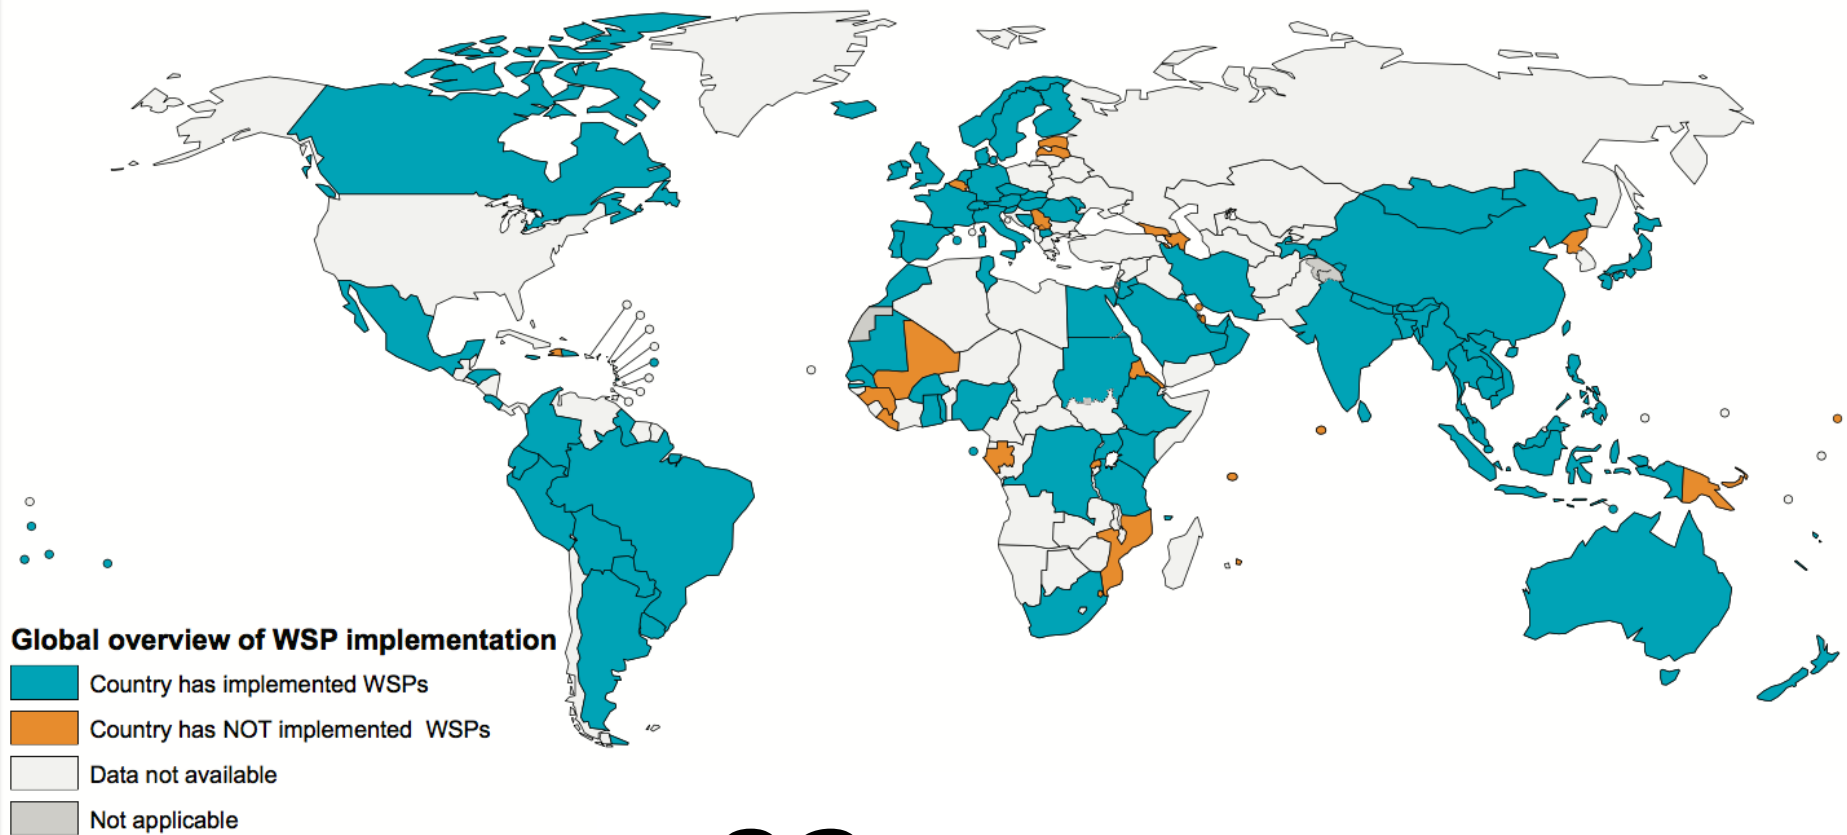 Global overview of WSP implementation
Country has implemented WSPs
Country has NOT implemented WSPs
Data not available
Not applicable